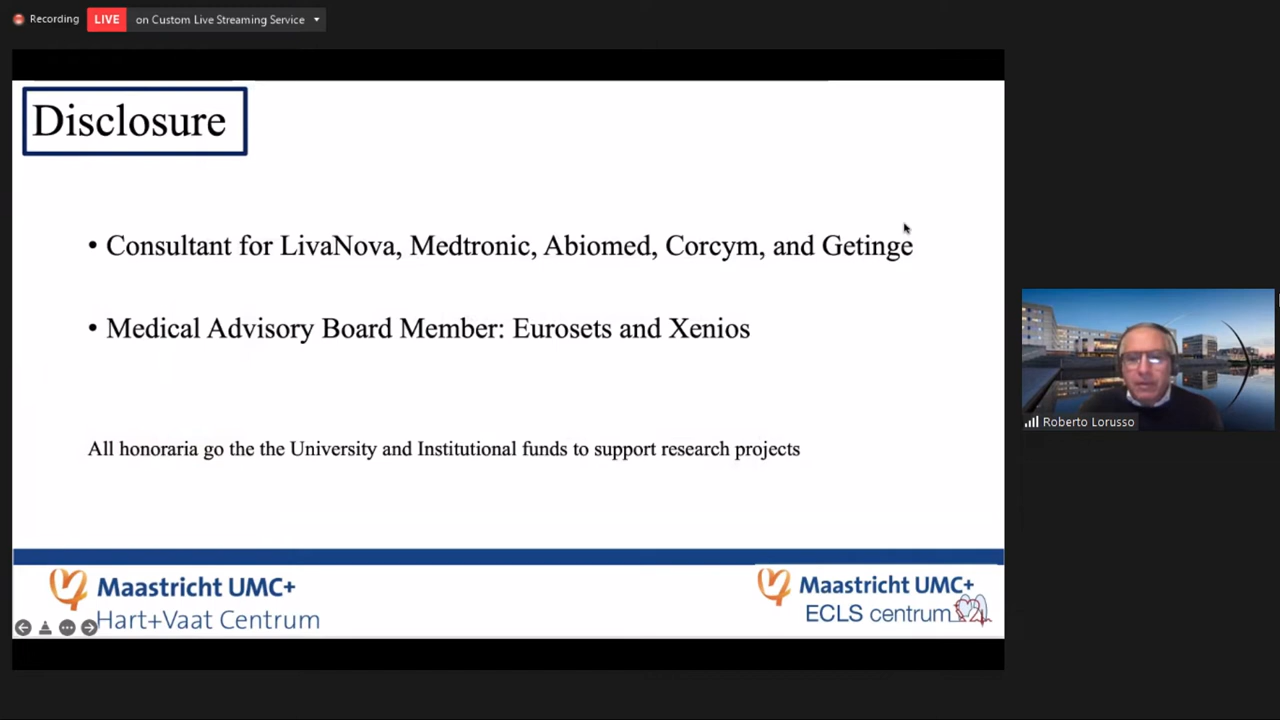 Recording
LIVE on Custom Live Streaming Service
Disclosure
• Consultant for LivaNova, Medtronic, Abiomed, Corcym, and Getinge
• Medical Advisory Board Member: Eurosets and Xenios
All honoraria go the the University and Institutional funds to support research projects
Maastricht UMC+
Hart+Vaat Centrum
Maastricht UMC+
ECLS centrum
Roberto Lorusso